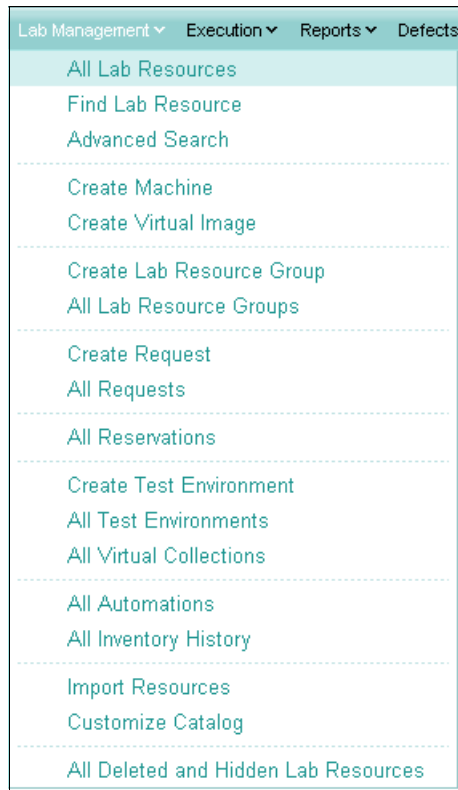 Lab Management Execution Reports Defects
All Lab Resources
Find Lab Resource
Advanced Search
Create Machine
Create Virtual Image
Create Lab Resource Group
All Lab Resource Groups
Create Request
All Requests
All Reservations
Create Test Environment
All Test Environments
All Virtual Collections
All Automations
All Inventory History
Import Resources
Customize Catalog
All Deleted and Hidden Lab Resources